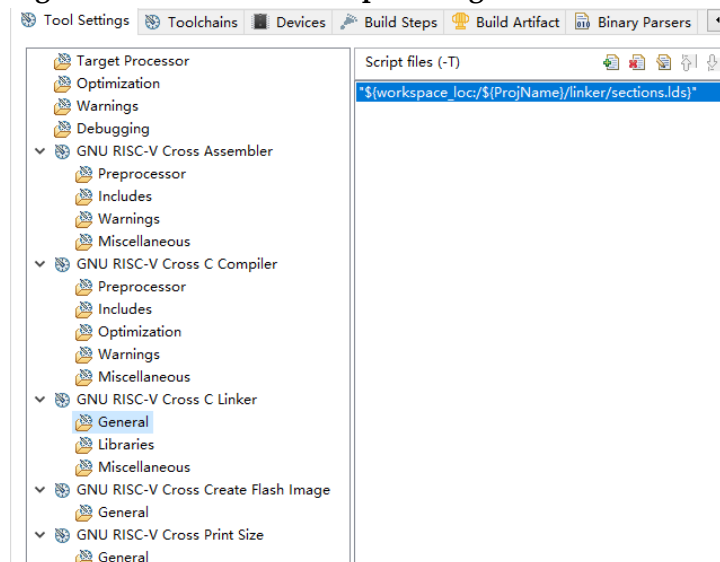 Tool Settings Toolchains Devices Build Steps Build Artifact Binary Parsers
Target Processor
Optimization
Warnings
Debugging
GNU RISC-V Cross Assembler
Preprocessor
Includes
Warnings
Miscellaneous
GNU RISC-V Cross C Compiler
Preprocessor
Includes
Optimization
Warnings
Miscellaneous
GNU RISC-V Cross C Linker
General
Libraries
Miscellaneous
GNU RISC-V Cross Create Flash Image
General
GNU RISC-V Cross Print Size
General
Script files (-T)
"${workspace_loc:/${ProjName}/linker/sections.lds}"